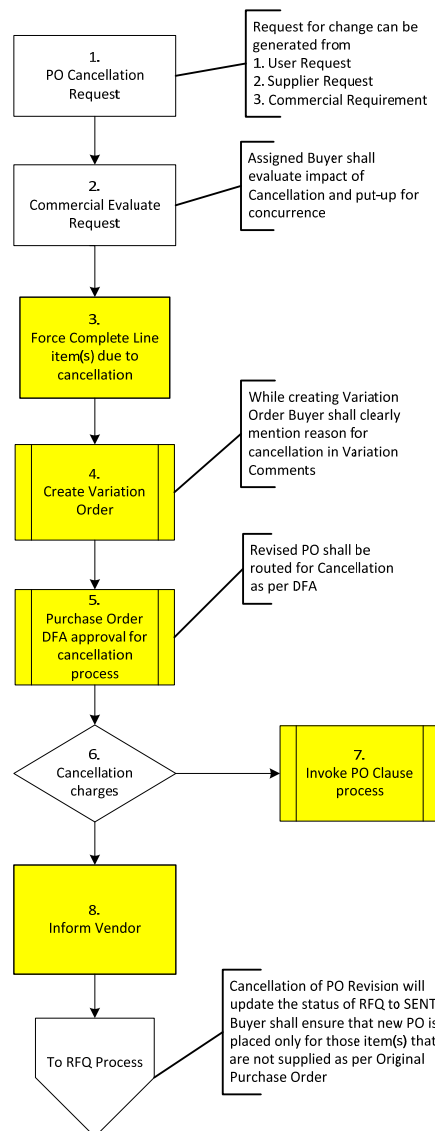 1.
PO Cancellation
Request
Request for change can be
generated from
1. User Request
2. Supplier Request
3. Commercial Requirement
2.
Commercial Evaluate
Request
Assigned Buyer shall
evaluate impact of
Cancellation and put-up for
concurrence
3.
Force Complete Line
item(s) due to
cancellation
4.
Create Variation
Order
While creating Variation
Order Buyer shall clearly
mention reason for
cancellation in Variation
Comments
5.
Purchase Order
DFA approval for
cancellation
process
Revised PO shall be
routed for Cancellation
as per DFA
6.
Cancellation
charges
7.
Invoke PO Clause
process
8.
Inform Vendor
To RFQ Process
Cancellation of PO Revision will
update the status of RFQ to SENT
Buyer shall ensure that new PO is
placed only for those item(s) that
are not supplied as per Original
Purchase Order